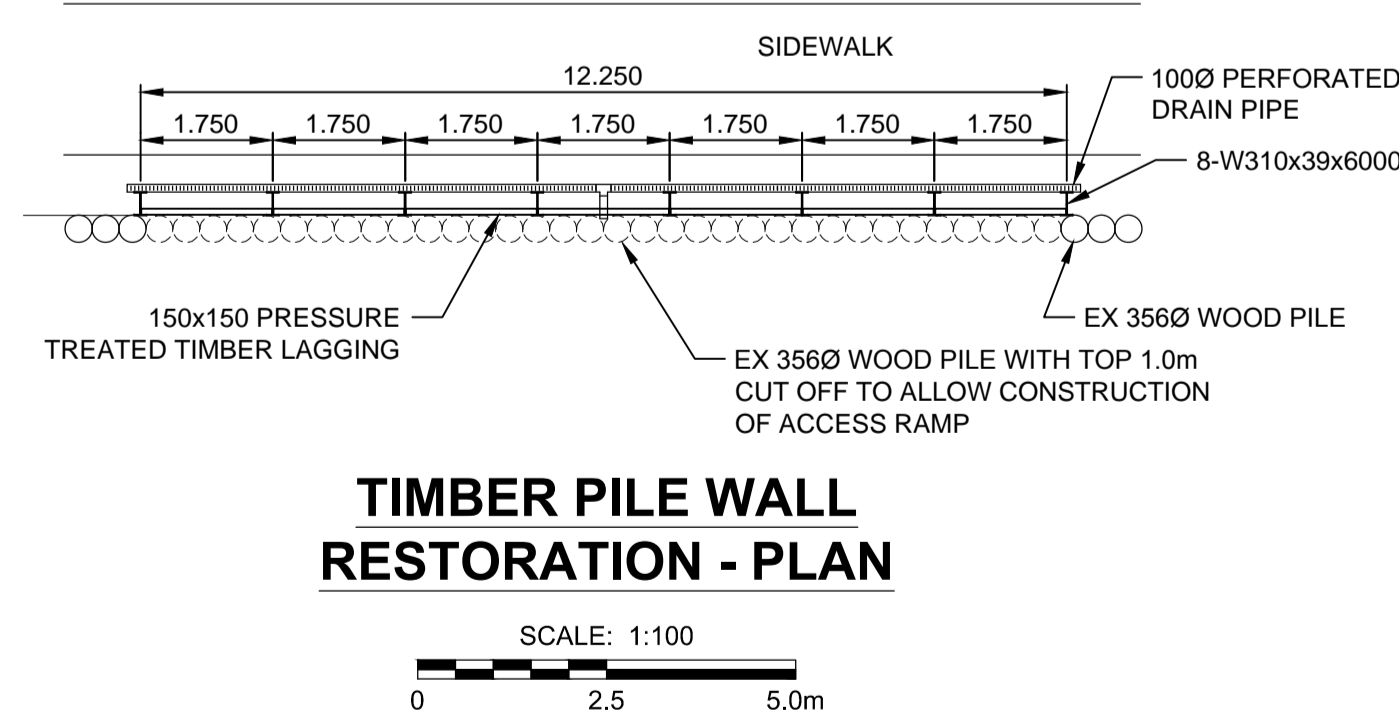 SIDEWALK
12.250
1.750 1.750 1.750 1.750 1.750 1.750 1.750
100Ø PERFORATED
DRAIN PIPE
8-W310x39x6000
150x150 PRESSURE
TREATED TIMBER LAGGING
EX 356Ø WOOD PILE
EX 356Ø WOOD PILE WITH TOP 1.0m
CUT OFF TO ALLOW CONSTRUCTION
OF ACCESS RAMP
TIMBER PILE WALL
RESTORATION - PLAN
SCALE: 1:100
0 2.5 5.0m